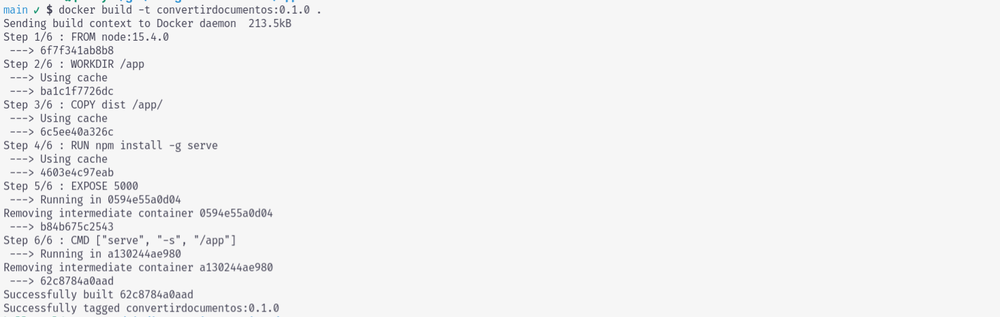 main ✓ $ docker build -t convertirdocumentos:0.1.0 .
Sending build context to Docker daemon  213.5kB
Step 1/6 : FROM node:15.4.0
 ---> 6f7f341ab8b8
Step 2/6 : WORKDIR /app
 ---> Using cache
 ---> ba1c1f7726dc
Step 3/6 : COPY dist /app/
 ---> Using cache
 ---> 6c5ee40a326c
Step 4/6 : RUN npm install -g serve
 ---> Using cache
 ---> 4603e4c97eab
Step 5/6 : EXPOSE 5000
 ---> Running in 0594e55a0d04
Removing intermediate container 0594e55a0d04
 ---> b84b675c2543
Step 6/6 : CMD ["serve", "-s", "/app"]
 ---> Running in a130244ae980
Removing intermediate container a130244ae980
 ---> 62c8784a0aad
Successfully built 62c8784a0aad
Successfully tagged convertirdocumentos:0.1.0